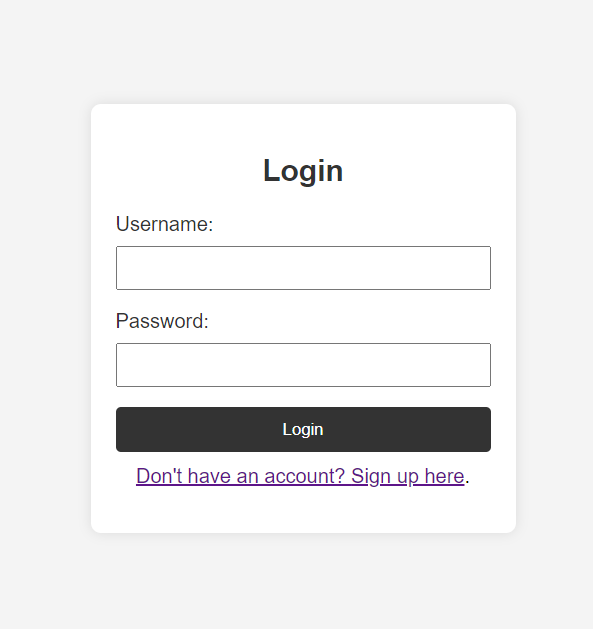 Login
Username:
Password:
Login
Don't have an account? Sign up here.